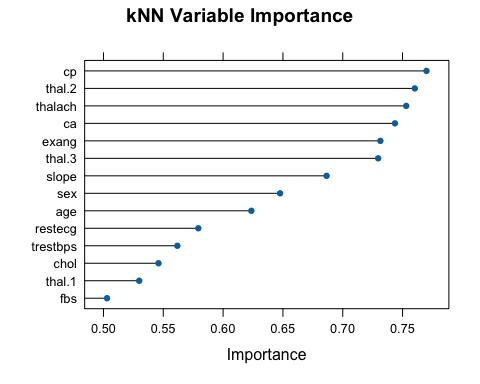 kNN Variable Importance
cp
thal.2
thalach
ca
exang
thal.3
slope
sex
age
restecg
trestbps
chol
thal.1
fbs
0.50 0.55 0.60 0.65 0.70 0.75
Importance